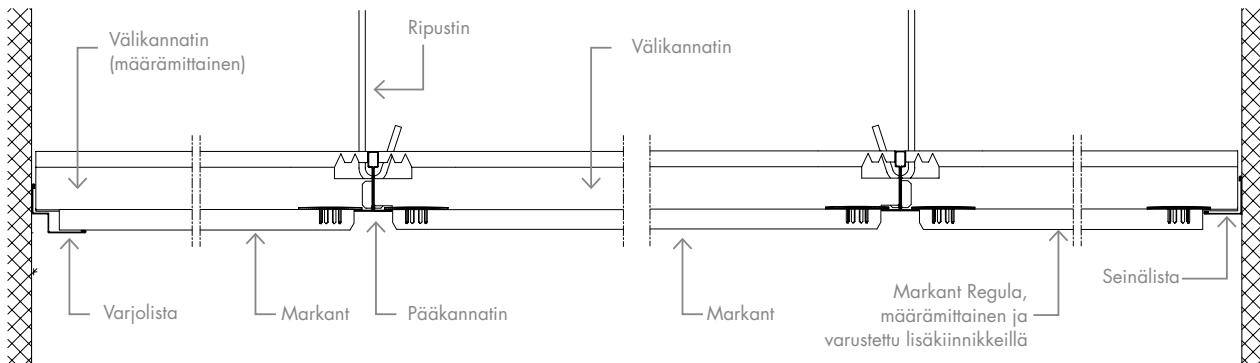 Välikannatin
(määrämittainen)
Ripustin
Välikannatin
Varjolista
Markant
Pääkannatin
Markant
Markant Regula,
määrämittainen ja
varustettu lisäkiinnikkeillä
Seinälista